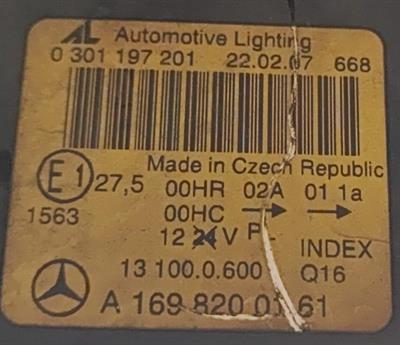 AL Automotive Lighting
0 301 197 201 22.02.07 668
Made in Czech Republic
E1 27,5 00HR 02A 01 1a
1563 00HC → →
12 24 V PL INDEX
13 100.0.600 Q16
A 169 820 01 61